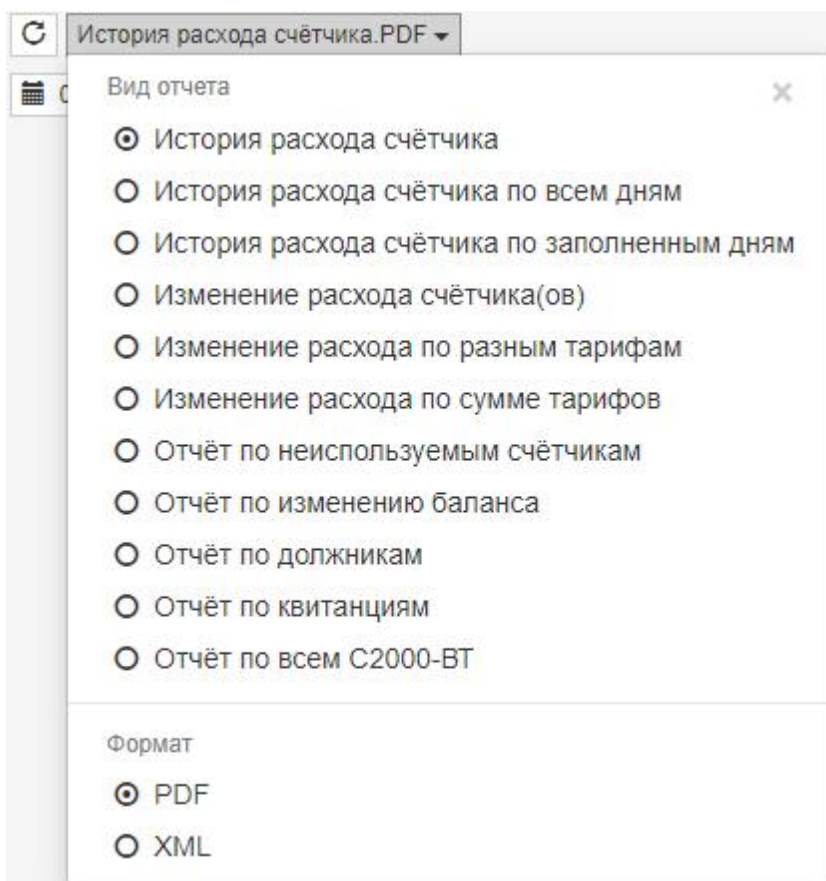 История расхода счётчика.PDF
Вид отчета
История расхода счётчика
История расхода счётчика по всем дням
История расхода счётчика по заполненным дням
Изменение расхода счётчика(ов)
Изменение расхода по разным тарифам
Изменение расхода по сумме тарифов
Отчёт по неиспользуемым счётчикам
Отчёт по изменению баланса
Отчёт по должникам
Отчёт по квитанциям
Отчёт по всем С2000-ВТ
Формат
PDF
XML